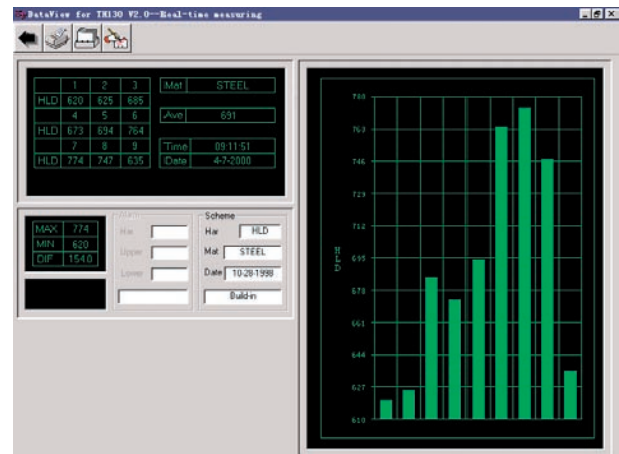 DataView for TH130 V2.0--Real-time measuring
1 2 3
HLD 620 625 685
4 5 6
HLD 673 694 764
7 8 9
HLD 774 747 635
Mat STEEL
Ave 691
Time 09:11:51
Date 4-7-2000
MAX 774
MIN 620
DIF 154.0
Alarm
Har
Upper
Lower
Scheme
Har HLD
Mat STEEL
Date 10-28-1998
Build-in
HLD
780
763
746
729
712
695
678
661
644
627
610